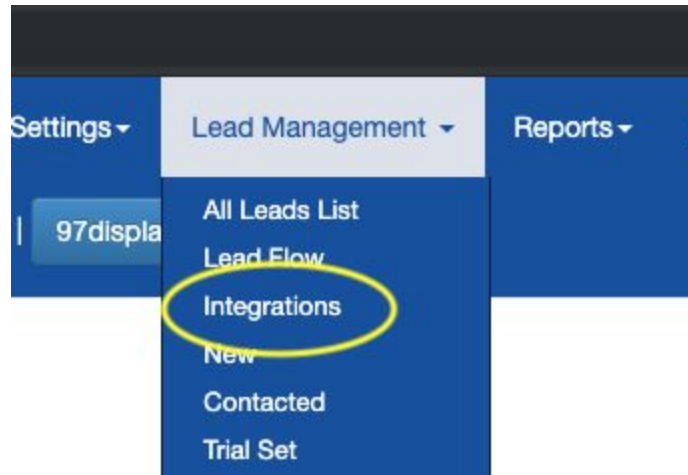 Settings Lead Management Reports
| 97displa
All Leads List
Lead Flow
Integrations
New
Contacted
Trial Set